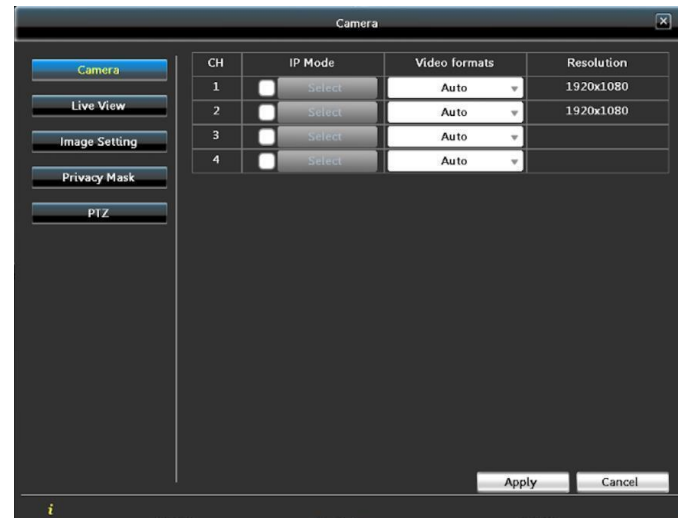 Camera
Camera
Live View
Image Setting
Privacy Mask
PTZ
CH IP Mode Video formats Resolution
1 Select Auto 1920x1080
2 Select Auto 1920x1080
3 Select Auto
4 Select Auto
Apply Cancel
i